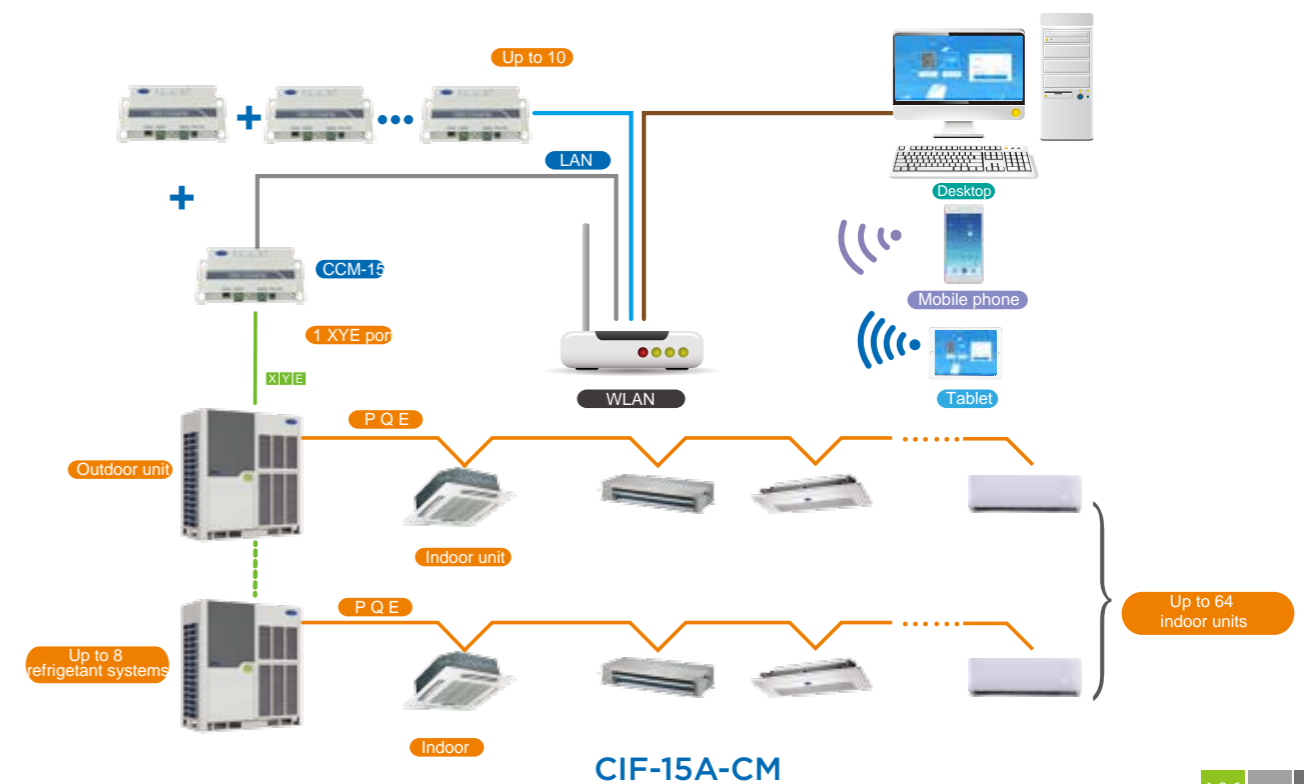 Up to 10
LAN
Desktop
CCM-15
Mobile phone
1 XYE por
X Y E
WLAN
Tablet
P Q E
Outdoor unit
Indoor unit
P Q E
Up to 64
indoor units
Up to 8
refrigetant systems
Indoor
CIF-15A-CM